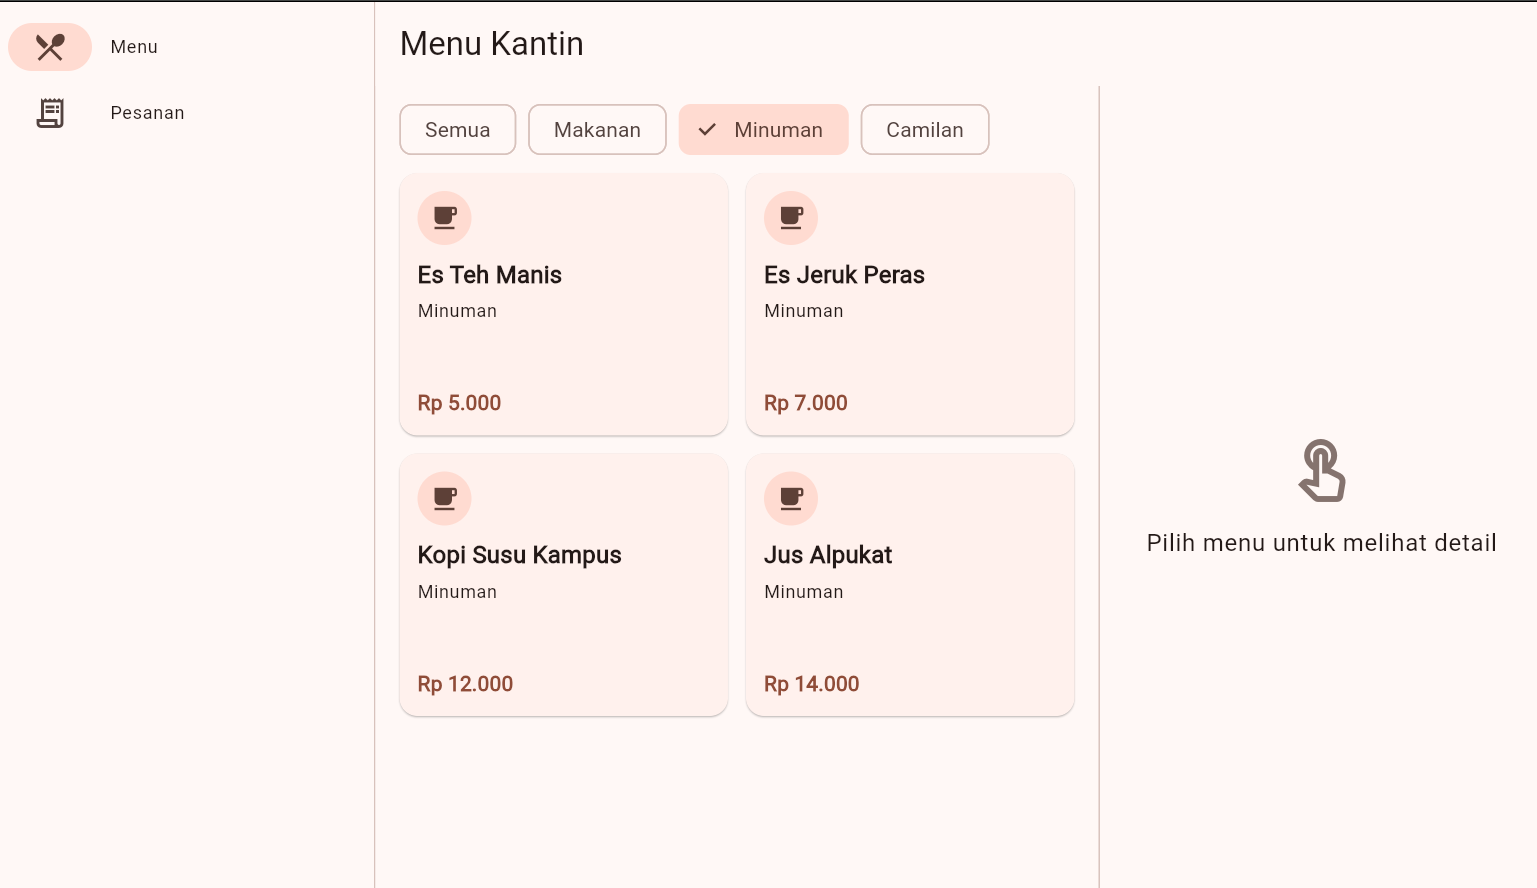 Menu
Pesanan
Menu Kantin
Semua
Makanan
Minuman
Camilan
Es Teh Manis
Minuman
Rp 5.000
Es Jeruk Peras
Minuman
Rp 7.000
Kopi Susu Kampus
Minuman
Rp 12.000
Jus Alpukat
Minuman
Rp 14.000
Pilih menu untuk melihat detail